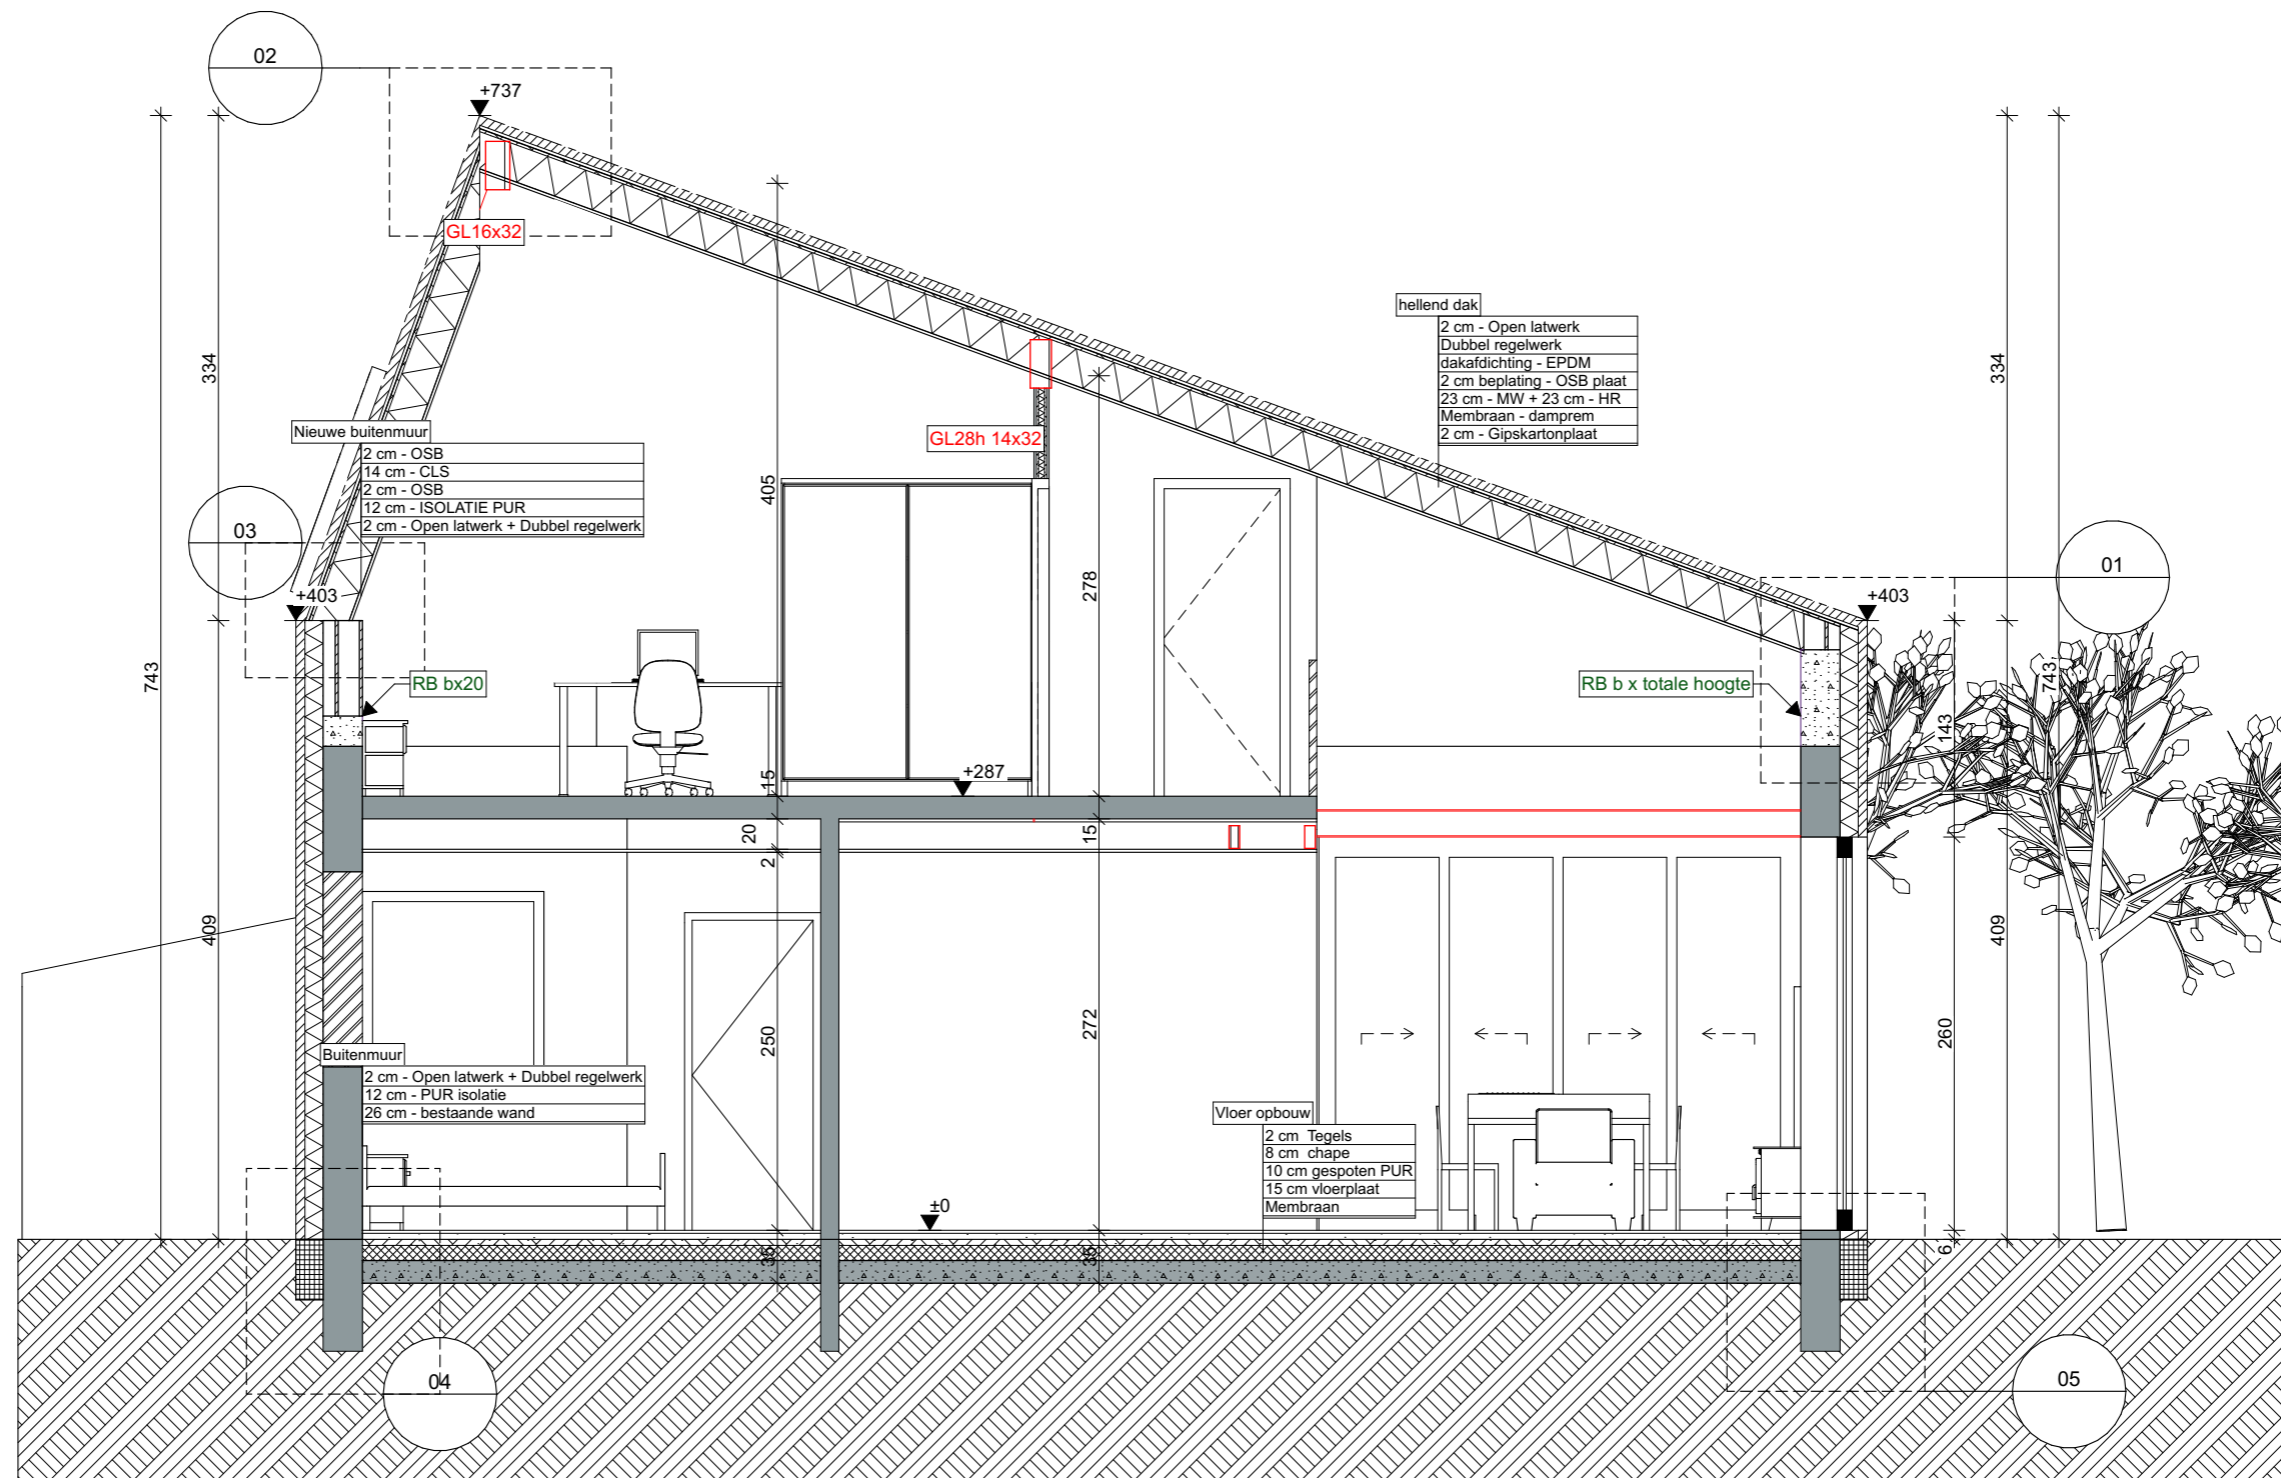 02
+737
GL16x32
334
743
409
405
hellend dak
2 cm - Open latwerk
Dubbel regelwerk
dakafdichting - EPDM
2 cm beplating - OSB plaat
23 cm - MW + 23 cm - HR
Membraan - damprem
2 cm - Gipskartonplaat
334
Nieuwe buitenmuur
2 cm - OSB
14 cm - CLS
2 cm - OSB
12 cm - ISOLATIE PUR
2 cm - Open latwerk + Dubbel regelwerk
GL28h 14x32
03
+403
278
01
+403
RB bx20
RB b x totale hoogte
743
143
15
+287
20
2
15
409
250
272
260
Buitenmuur
2 cm - Open latwerk + Dubbel regelwerk
12 cm - PUR isolatie
26 cm - bestaande wand
Vloer opbouw
2 cm Tegels
8 cm chape
10 cm gespoten PUR
15 cm vloerplaat
Membraan
±0
35
35
6
04
05